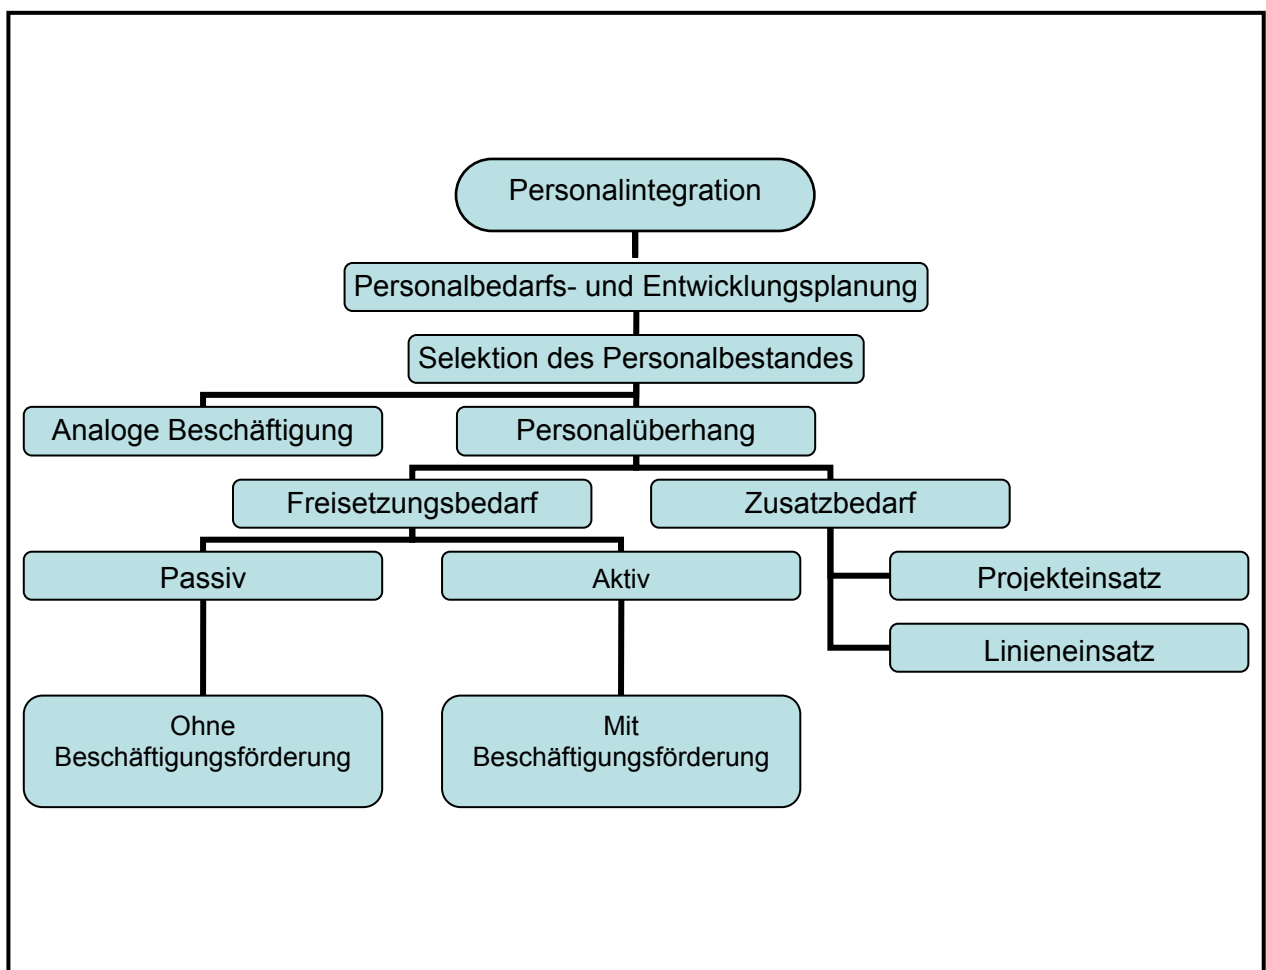 Personalintegration
Personalbedarfs- und Entwicklungsplanung
Selektion des Personalbestandes
Analoge Beschäftigung
Personalüberhang
Freisetzungsbedarf
Zusatzbedarf
Passiv
Aktiv
Projekteinsatz
Linieneinsatz
Ohne
Beschäftigungsförderung
Mit
Beschäftigungsförderung